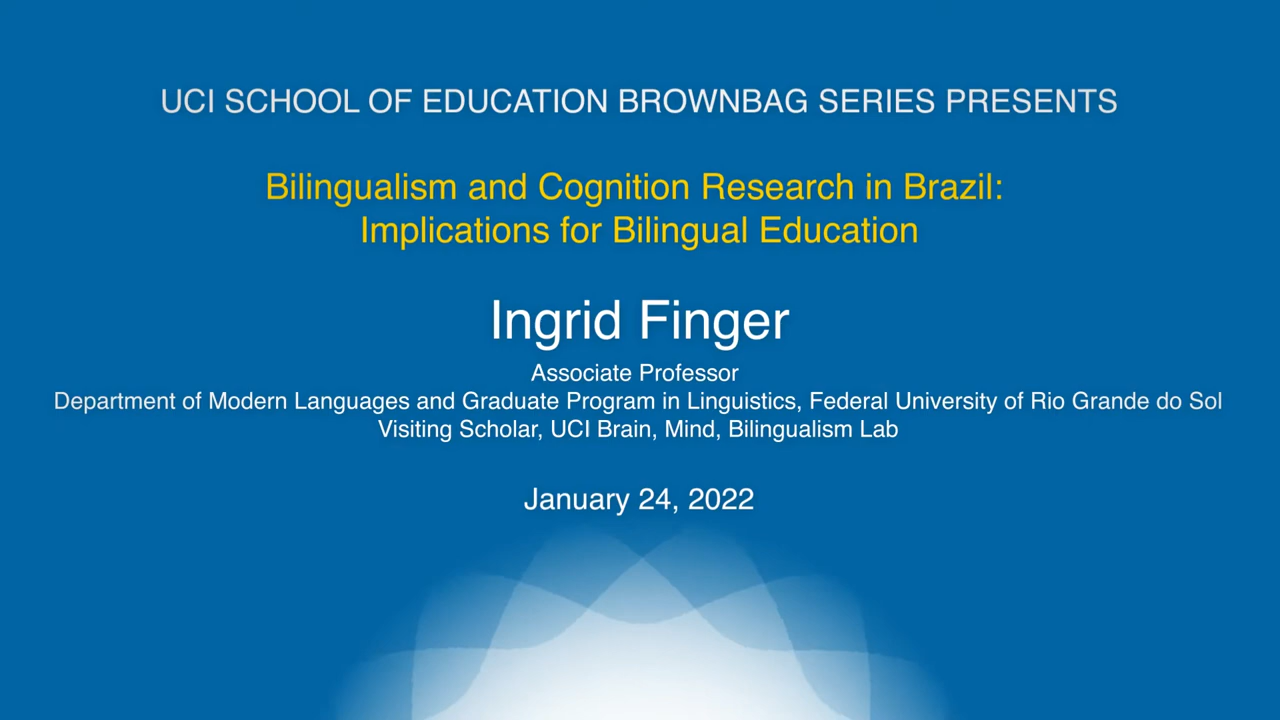 UCI SCHOOL OF EDUCATION BROWNBAG SERIES PRESENTS
Bilingualism and Cognition Research in Brazil:
Implications for Bilingual Education
Ingrid Finger
Associate Professor
Department of Modern Languages and Graduate Program in Linguistics, Federal University of Rio Grande do Sol
Visiting Scholar, UCI Brain, Mind, Bilingualism Lab
January 24, 2022